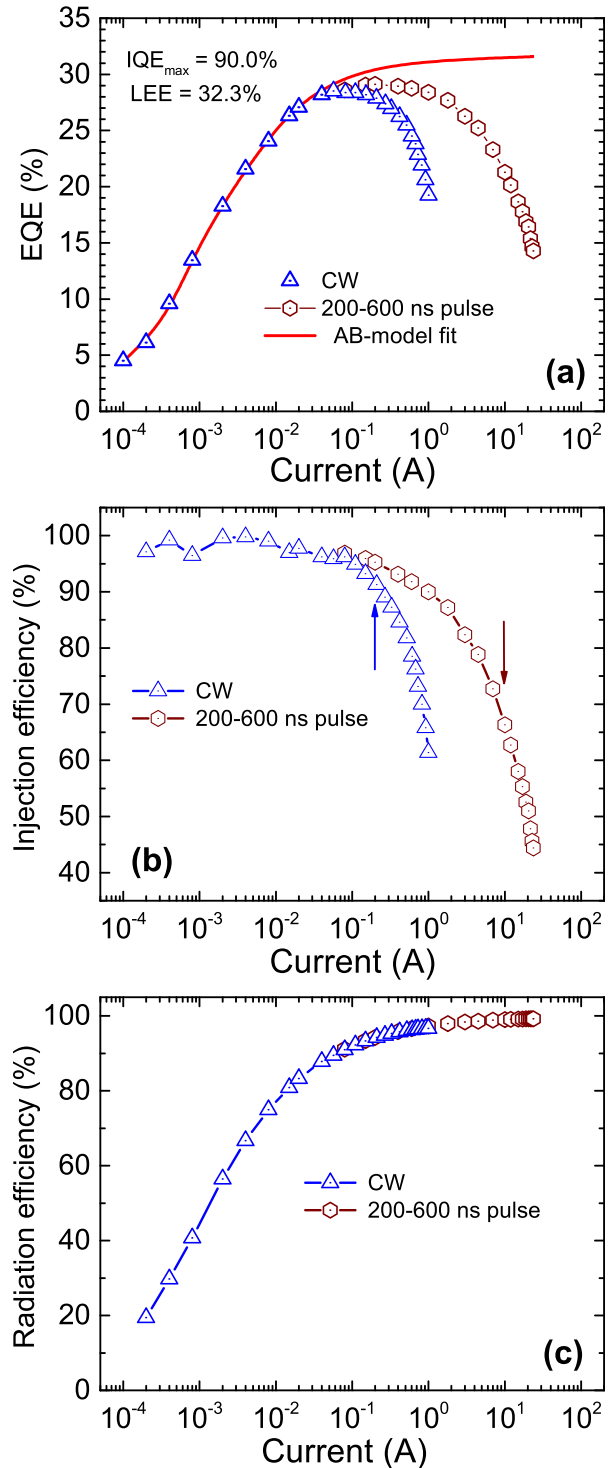 35
30
25
20
15
10
5
0
EQE (%)
IQEmax = 90.0%
LEE = 32.3%
CW
200-600 ns pulse
AB-model fit
(a)
10⁻⁴ 10⁻³ 10⁻² 10⁻¹ 10⁰ 10¹ 10²
Current (A)
100
90
80
70
60
50
40
Injection efficiency (%)
CW
200-600 ns pulse
(b)
10⁻⁴ 10⁻³ 10⁻² 10⁻¹ 10⁰ 10¹ 10²
Current (A)
100
80
60
40
20
0
Radiation efficiency (%)
CW
200-600 ns pulse
(c)
10⁻⁴ 10⁻³ 10⁻² 10⁻¹ 10⁰ 10¹ 10²
Current (A)